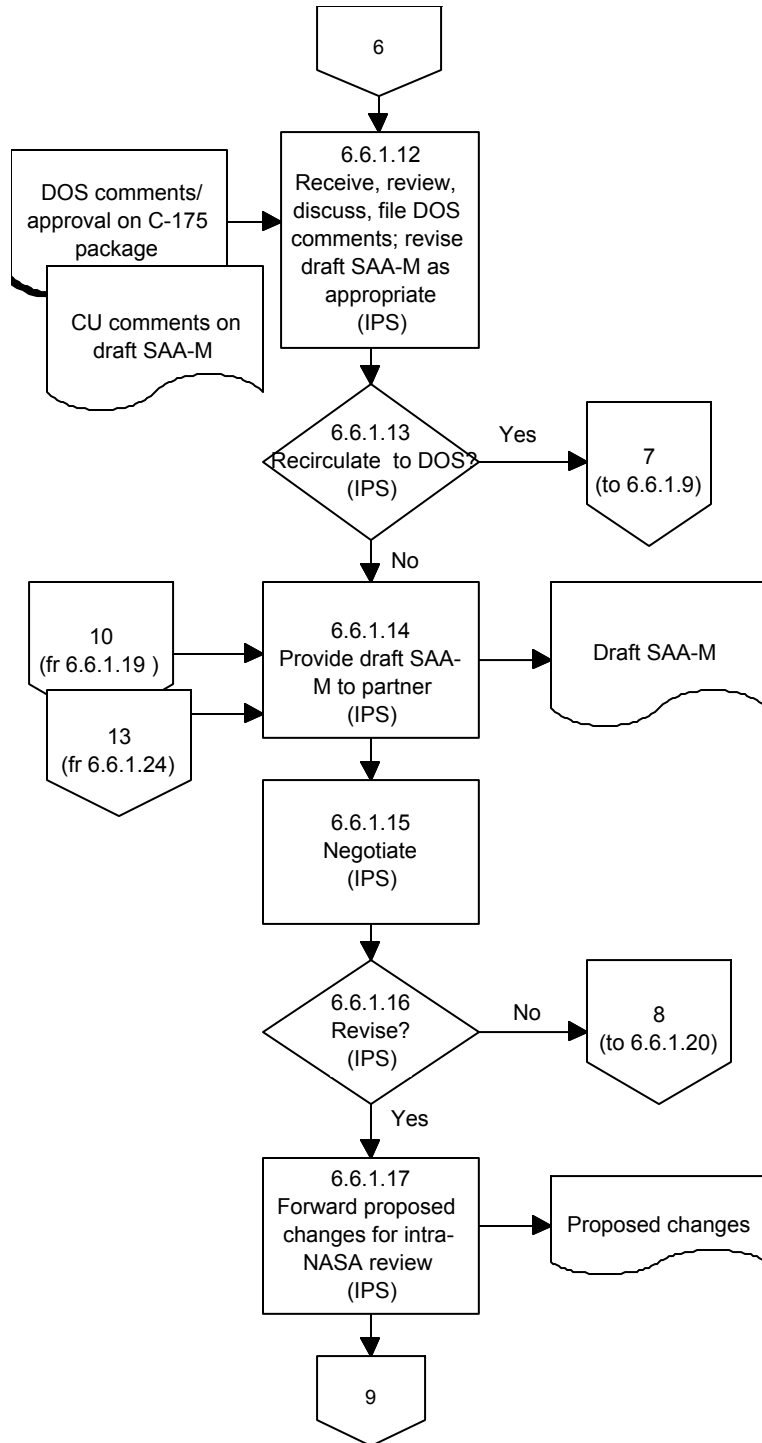 6
6.6.1.12
Receive, review,
discuss, file DOS
comments; revise
draft SAA-M as
appropriate
(IPS)
DOS comments/
approval on C-175
package
CU comments on
draft SAA-M
6.6.1.13
Recirculate to DOS?
(IPS)
Yes
7
(to 6.6.1.9)
No
10
(fr 6.6.1.19 )
13
(fr 6.6.1.24)
6.6.1.14
Provide draft SAA-
M to partner
(IPS)
Draft SAA-M
6.6.1.15
Negotiate
(IPS)
6.6.1.16
Revise?
(IPS)
No
8
(to 6.6.1.20)
Yes
6.6.1.17
Forward proposed
changes for intra-
NASA review
(IPS)
Proposed changes
9